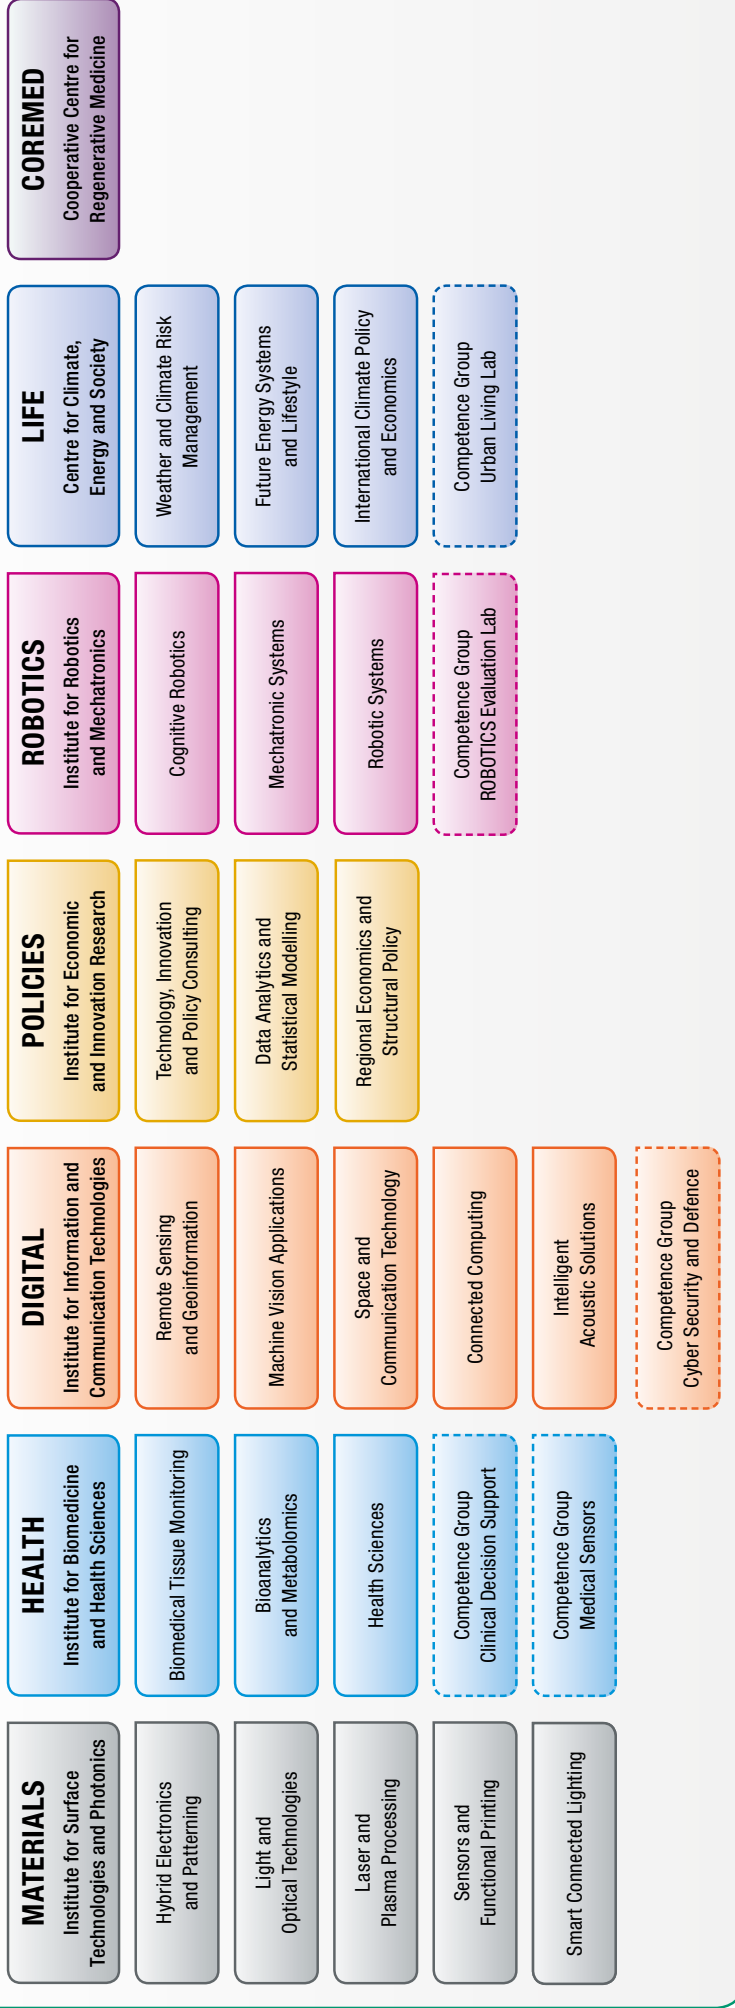 MATERIALS
Institute for Surface
Technologies and Photonics
Hybrid Electronics
and Patterning
Light and
Optical Technologies
Laser and
Plasma Processing
Sensors and
Functional Printing
Smart Connected Lighting
HEALTH
Institute for Biomedicine
and Health Sciences
Biomedical Tissue Monitoring
Bioanalytics
and Metabolomics
Health Sciences
Competence Group
Clinical Decision Support
Competence Group
Medical Sensors
DIGITAL
Institute for Information and
Communication Technologies
Remote Sensing
and Geoinformation
Machine Vision Applications
Space and
Communication Technology
Connected Computing
Intelligent
Acoustic Solutions
Competence Group
Cyber Security and Defence
POLICIES
Institute for Economic
and Innovation Research
Technology, Innovation
and Policy Consulting
Data Analytics and
Statistical Modelling
Regional Economics and
Structural Policy
ROBOTICS
Institute for Robotics
and Mechatronics
Cognitive Robotics
Mechatronic Systems
Robotic Systems
Competence Group
ROBOTICS Evaluation Lab
LIFE
Centre for Climate,
Energy and Society
Weather and Climate Risk
Management
Future Energy Systems
and Lifestyle
International Climate Policy
and Economics
Competence Group
Urban Living Lab
COREMED
Cooperative Centre for
Regenerative Medicine